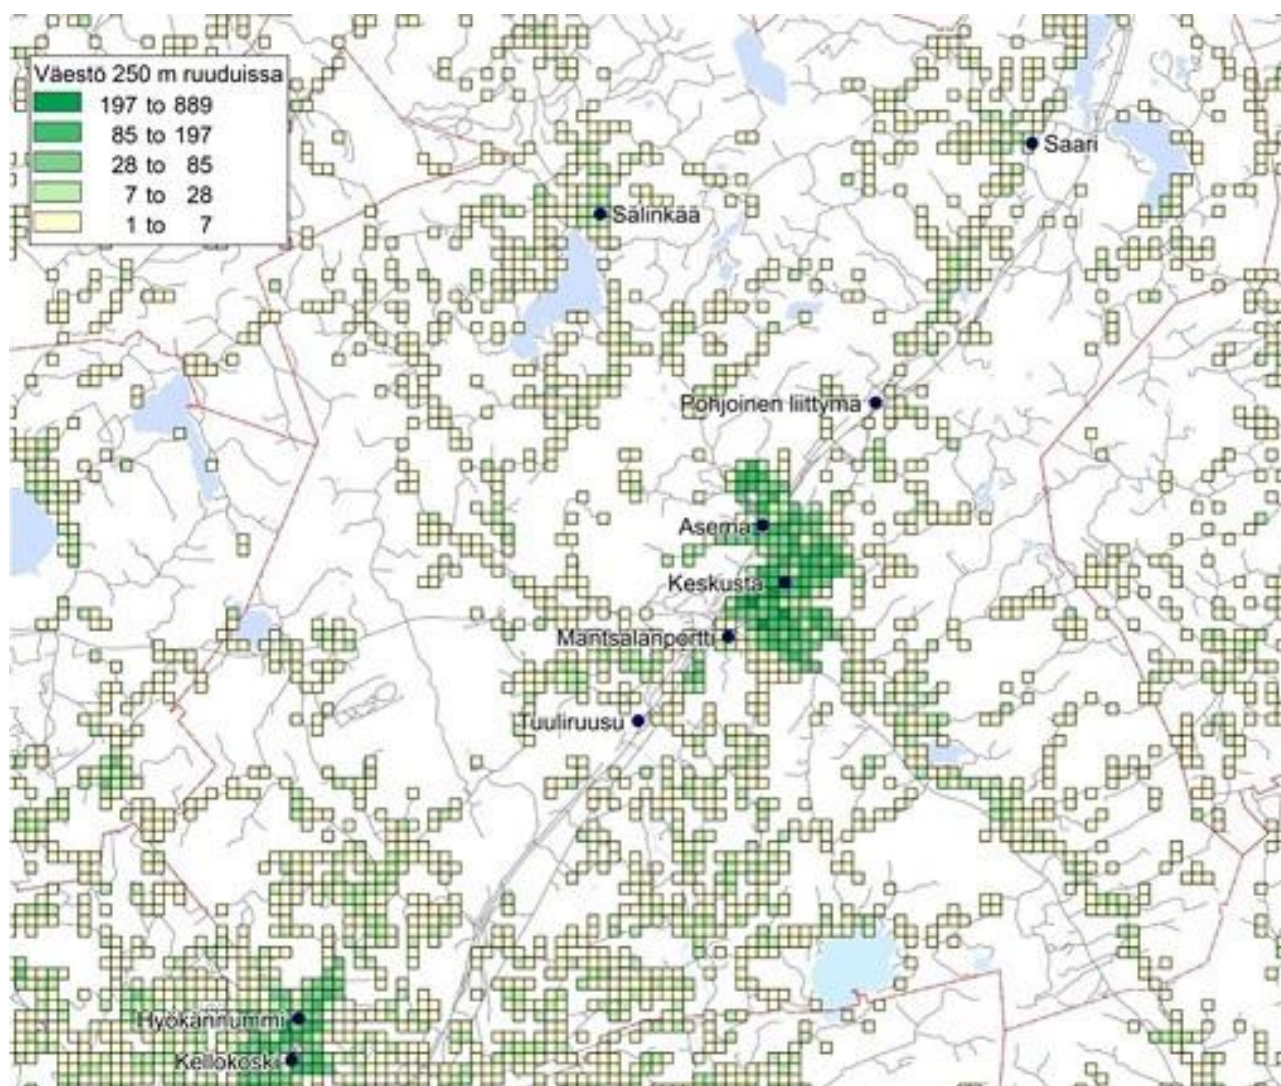 Väestö 250 m ruuduissa
197 to 889
85 to 197
28 to 85
7 to 28
1 to 7
Saari
Sälinkää
Pohjoinen liittymä
Asema
Keskusta
Mäntsälänportti
Tuuliruusu
Hyökännummi
Kellokoski